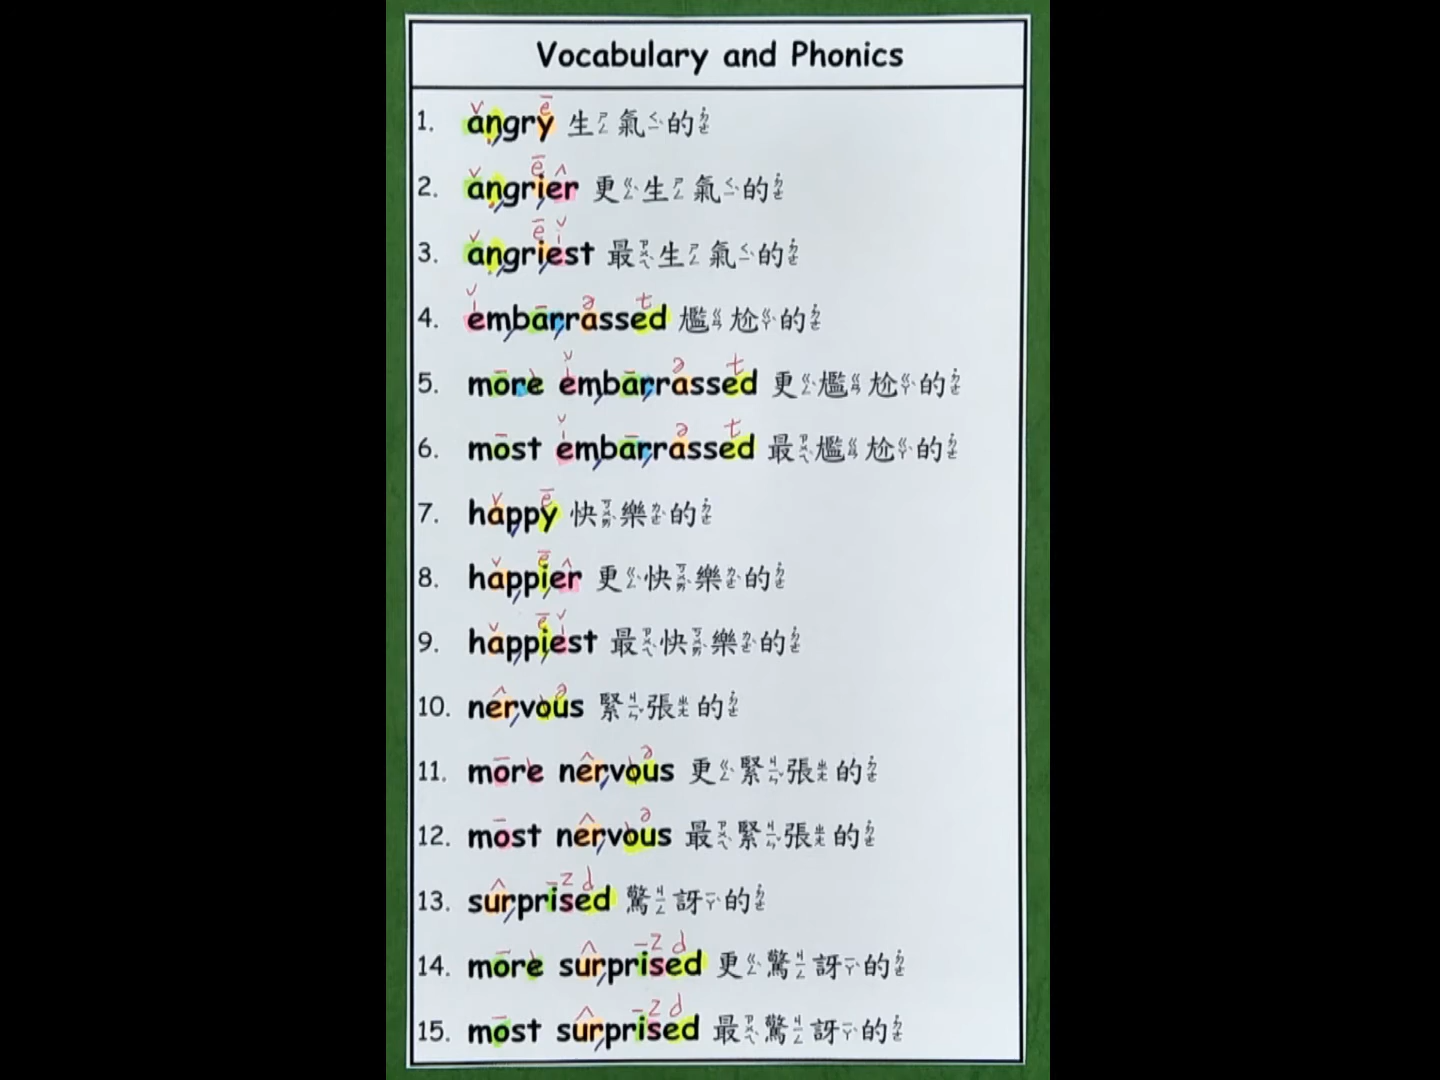 Vocabulary and Phonics
1. angry 生氣的
2. angrier 更生氣的
3. angriest 最生氣的
4. embarrassed 尷尬的
5. more embarrassed 更尷尬的
6. most embarrassed 最尷尬的
7. happy 快樂的
8. happier 更快樂的
9. happiest 最快樂的
10. nervous 緊張的
11. more nervous 更緊張的
12. most nervous 最緊張的
13. surprised 驚訝的
14. more surprised 更驚訝的
15. most surprised 最驚訝的